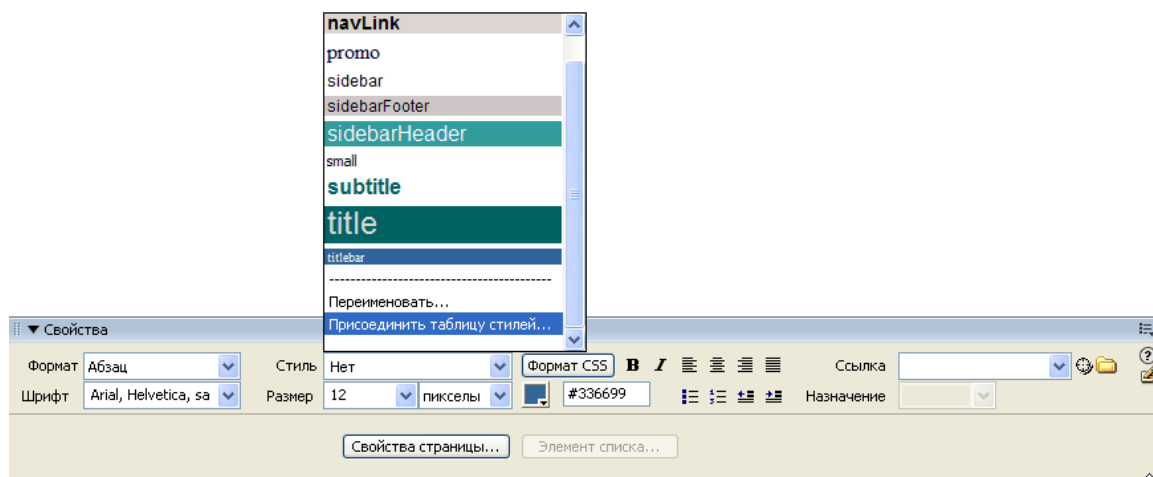 navLink
promo
sidebar
sidebarFooter
sidebarHeader
small
subtitle
title
titlebar
------------------------------------------
Переименовать...
Присоединить таблицу стилей...
Свойства
Формат Абзац Стиль Нет Формат CSS B I Ссылка
Шрифт Arial, Helvetica, sa Размер 12 пикселы #336699 Назначение
Свойства страницы... Элемент списка...